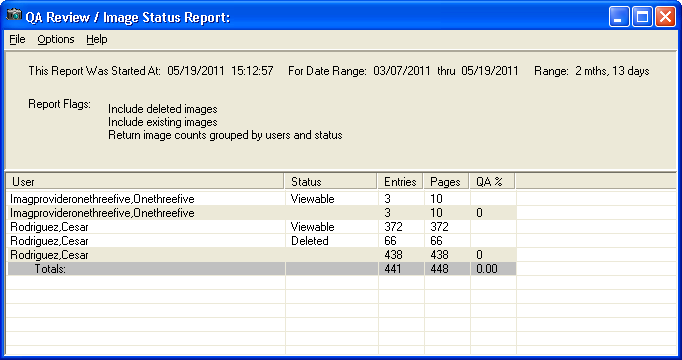 QA Review / Image Status Report:
File Options Help
This Report Was Started At: 05/19/2011 15:12:57 For Date Range: 03/07/2011 thru 05/19/2011 Range: 2 mths, 13 days
Report Flags: Include deleted images
Include existing images
Return image counts grouped by users and status
User Status Entries Pages QA %
Imagprovideronethreefive,Onethreefive Viewable 3 10
Imagprovideronethreefive,Onethreefive 3 10 0
Rodriguez,Cesar Viewable 372 372
Rodriguez,Cesar Deleted 66 66
Rodriguez,Cesar 438 438 0
Totals: 441 448 0.00